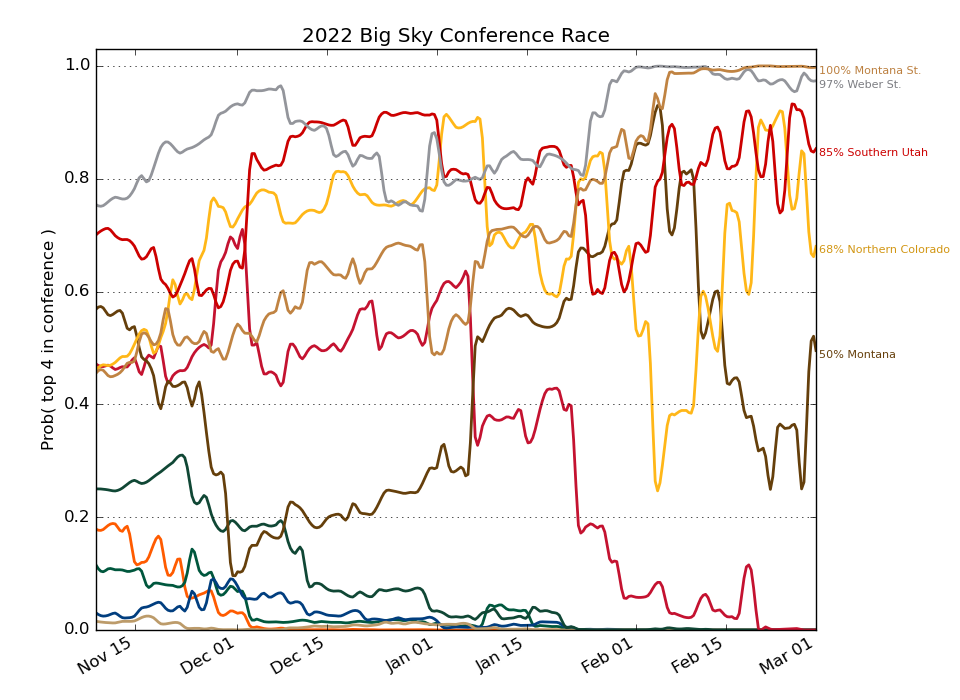 2022 Big Sky Conference Race
Prob( top 4 in conference )
1.0
0.8
0.6
0.4
0.2
0.0
Nov 15
Dec 01
Dec 15
Jan 01
Jan 15
Feb 01
Feb 15
Mar 01
100% Montana St.
97% Weber St.
85% Southern Utah
68% Northern Colorado
50% Montana